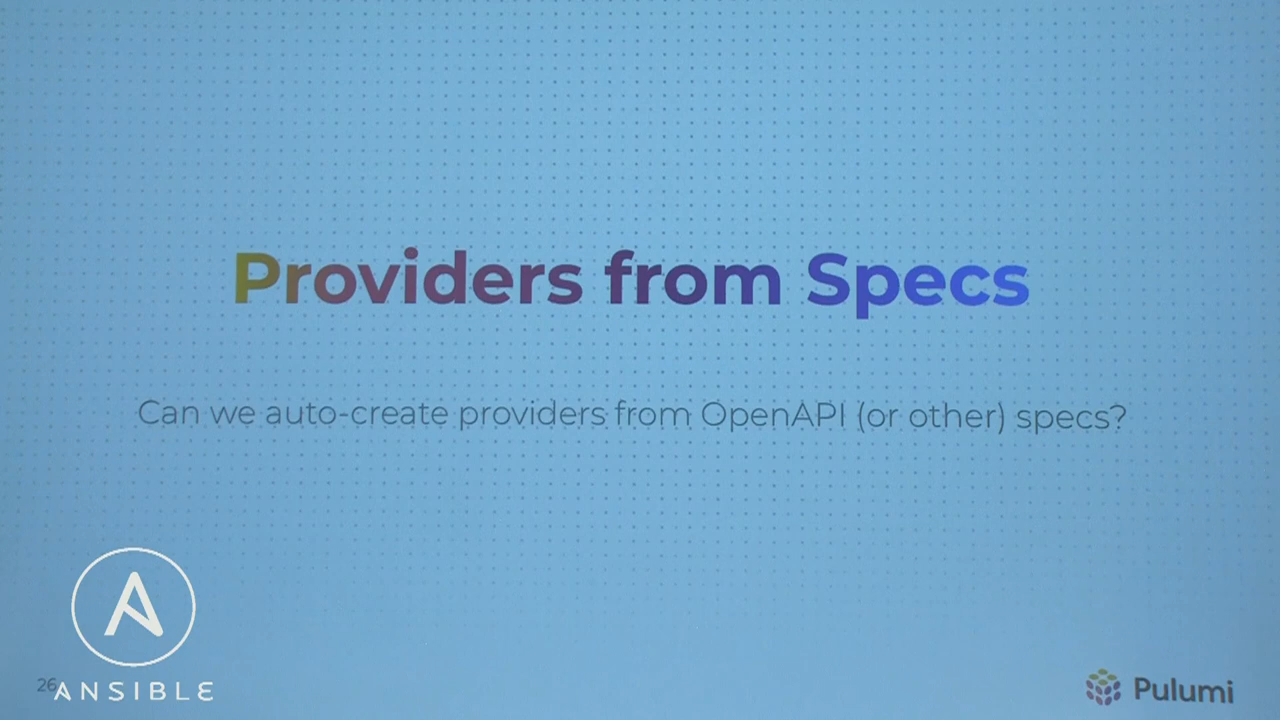 Providers from Specs
Can we auto-create providers from OpenAPI (or other) specs?
26
ANSIBLE
Pulumi